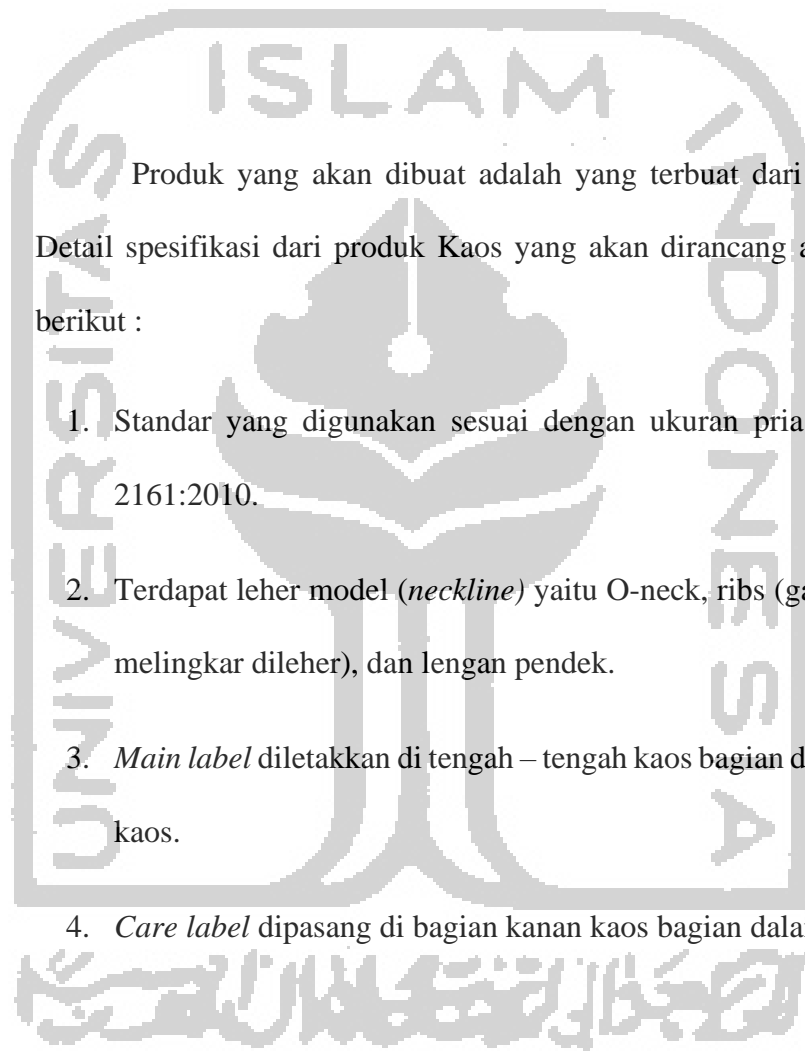 ISLAM
UNIVERSITAS
INDONESIA
Produk yang akan dibuat adalah yang terbuat dari
Detail spesifikasi dari produk Kaos yang akan dirancang a
berikut :
1. Standar yang digunakan sesuai dengan ukuran pria
2161:2010.
2. Terdapat leher model (neckline) yaitu O-neck, ribs (ga
melingkar dileher), dan lengan pendek.
3. Main label diletakkan di tengah – tengah kaos bagian d
kaos.
4. Care label dipasang di bagian kanan kaos bagian dala